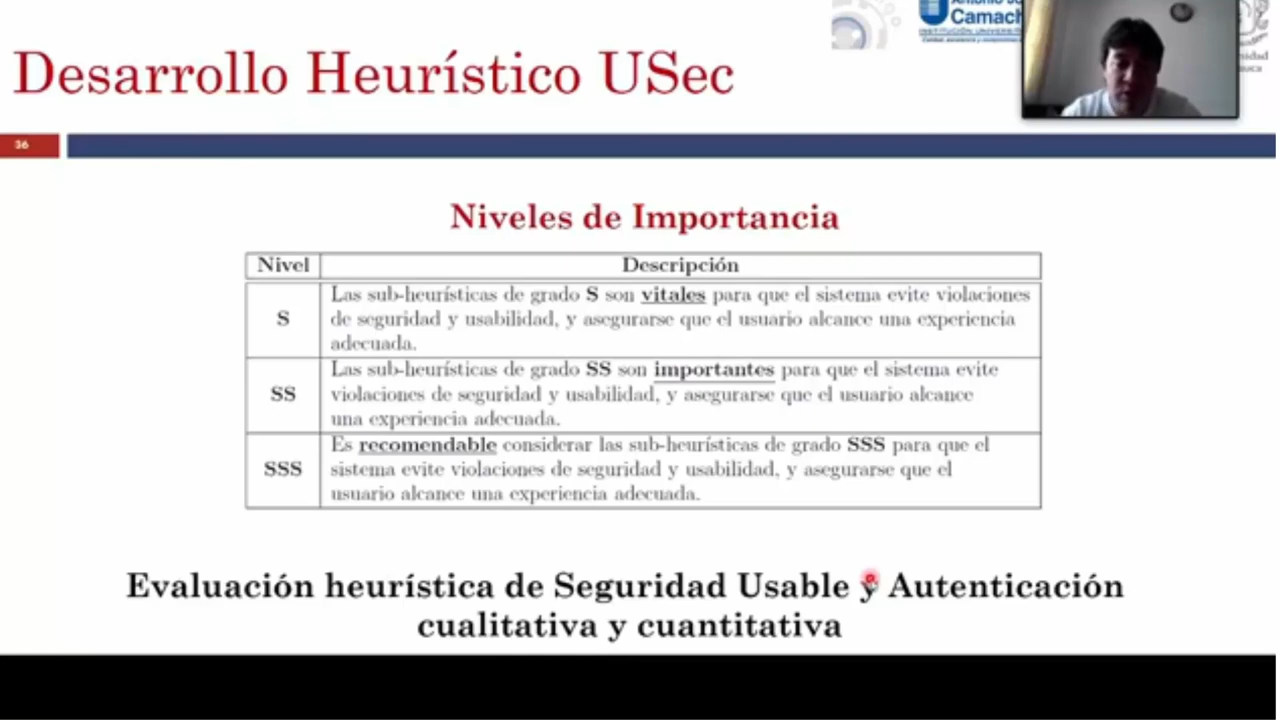 Camach
Desarrollo Heurístico USec
36
Niveles de Importancia
Nivel Descripción
S
Las sub-heurísticas de grado S son vitales para que el sistema evite violaciones
de seguridad y usabilidad, y asegurarse que el usuario alcance una experiencia
adecuada.
SS
Las sub-heurísticas de grado SS son importantes para que el sistema evite
violaciones de seguridad y usabilidad, y asegurarse que el usuario alcance
una experiencia adecuada.
SSS
Es recomendable considerar las sub-heurísticas de grado SSS para que el
sistema evite violaciones de seguridad y usabilidad, y asegurarse que el
usuario alcance una experiencia adecuada.
Evaluación heurística de Seguridad Usable y Autenticación
cualitativa y cuantitativa